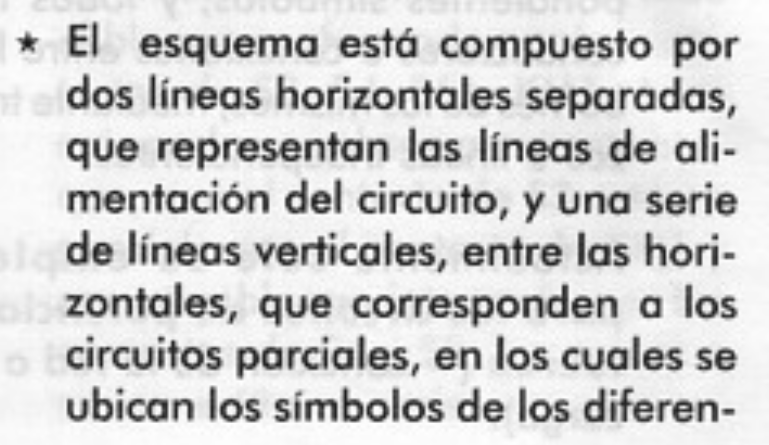 ★ El esquema está compuesto por
dos líneas horizontales separadas,
que representan las líneas de ali-
mentación del circuito, y una serie
de líneas verticales, entre las hori-
zontales, que corresponden a los
circuitos parciales, en los cuales se
ubican los símbolos de los diferen-